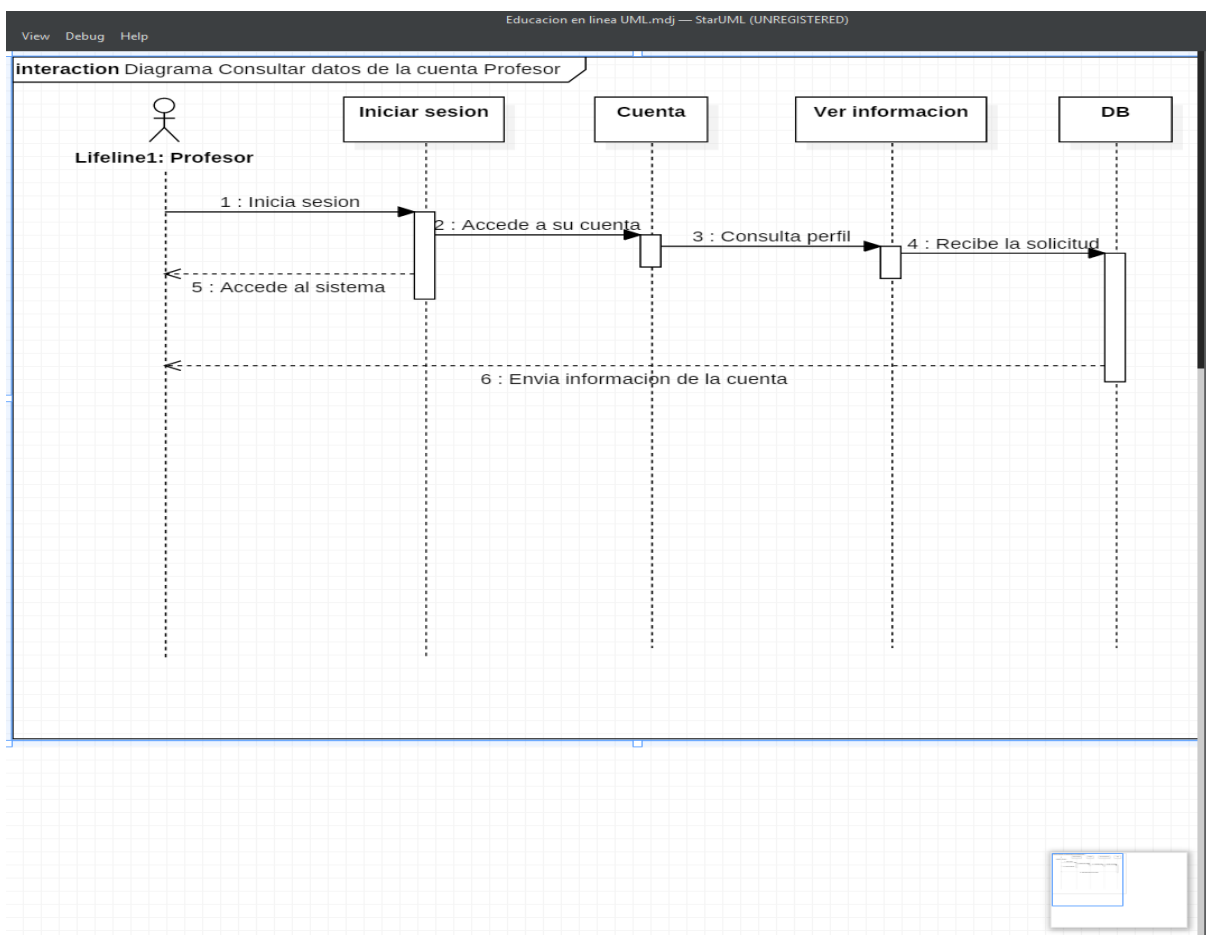 Educacion en linea UML.mdj — StarUML (UNREGISTERED)
View Debug Help
interaction Diagrama Consultar datos de la cuenta Profesor
Iniciar sesion
Cuenta
Ver informacion
DB
Lifeline1: Profesor
1 : Inicia sesion
2 : Accede a su cuenta
3 : Consulta perfil
4 : Recibe la solicitud
5 : Accede al sistema
6 : Envia informacion de la cuenta